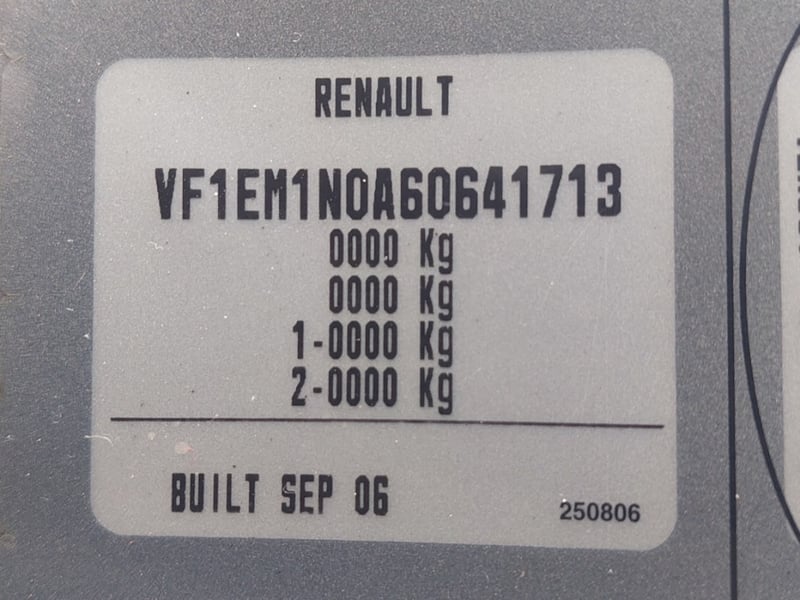 RENAULT
VF1EM1N0A60641713
0000 Kg
0000 Kg
1-0000 Kg
2-0000 Kg
BUILT SEP 06
250806